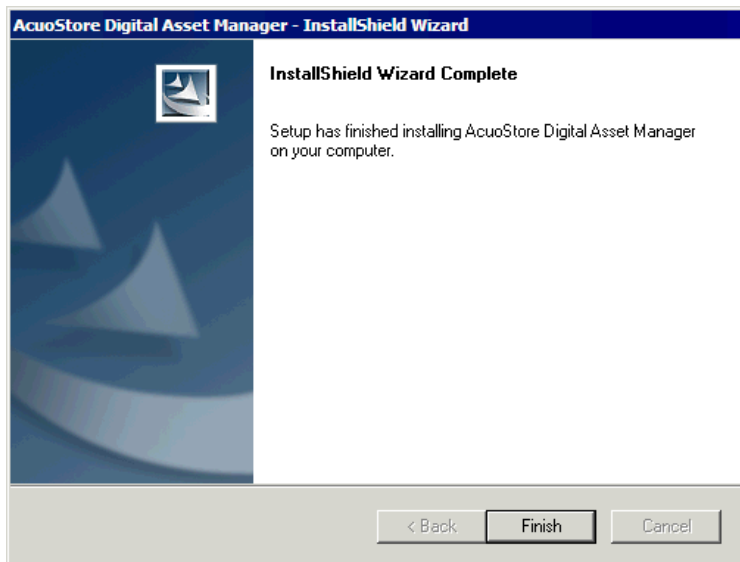 AcuoStore Digital Asset Manager - InstallShield Wizard
InstallShield Wizard Complete
Setup has finished installing AcuoStore Digital Asset Manager
on your computer.
< Back
Finish
Cancel